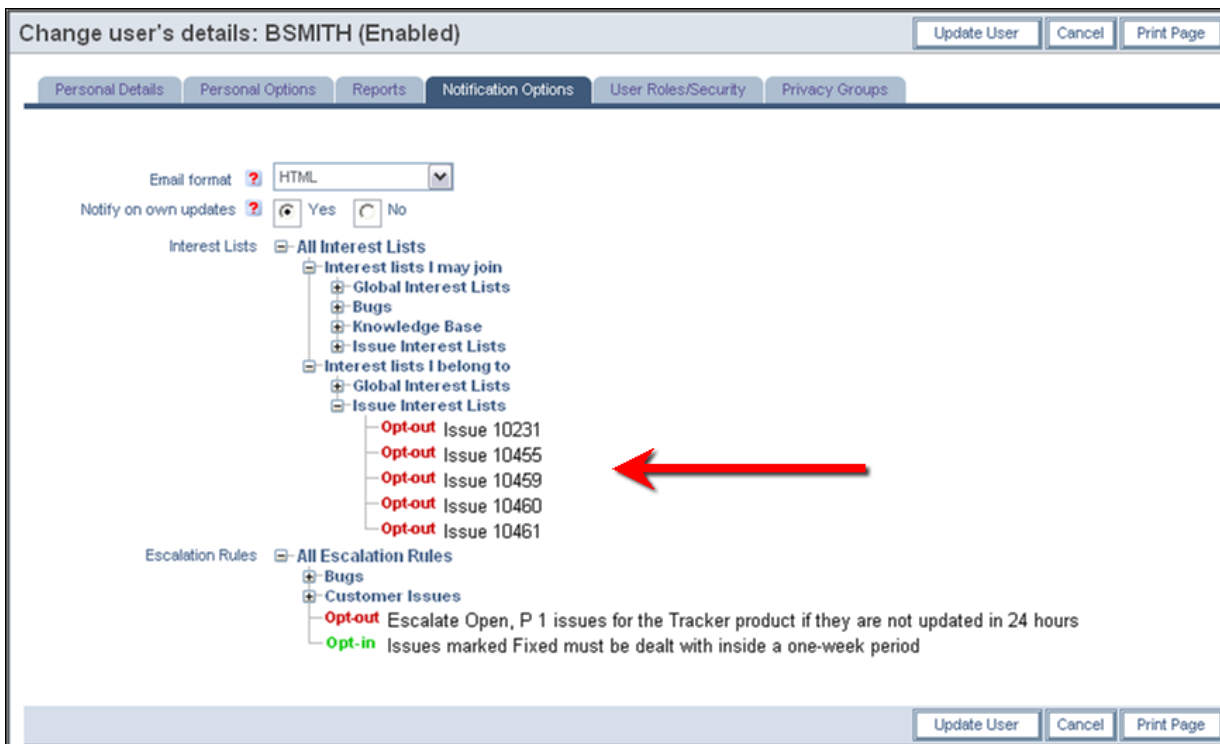 Change user's details: BSMITH (Enabled) Update User Cancel Print Page
Personal Details Personal Options Reports Notification Options User Roles/Security Privacy Groups
Email format ? HTML
Notify on own updates ? Yes No
Interest Lists All Interest Lists
Interest lists I may join
Global Interest Lists
Bugs
Knowledge Base
Issue Interest Lists
Interest lists I belong to
Global Interest Lists
Issue Interest Lists
Opt-out Issue 10231
Opt-out Issue 10455
Opt-out Issue 10459
Opt-out Issue 10460
Opt-out Issue 10461
Escalation Rules All Escalation Rules
Bugs
Customer Issues
Opt-out Escalate Open, P 1 issues for the Tracker product if they are not updated in 24 hours
Opt-in Issues marked Fixed must be dealt with inside a one-week period
Update User Cancel Print Page